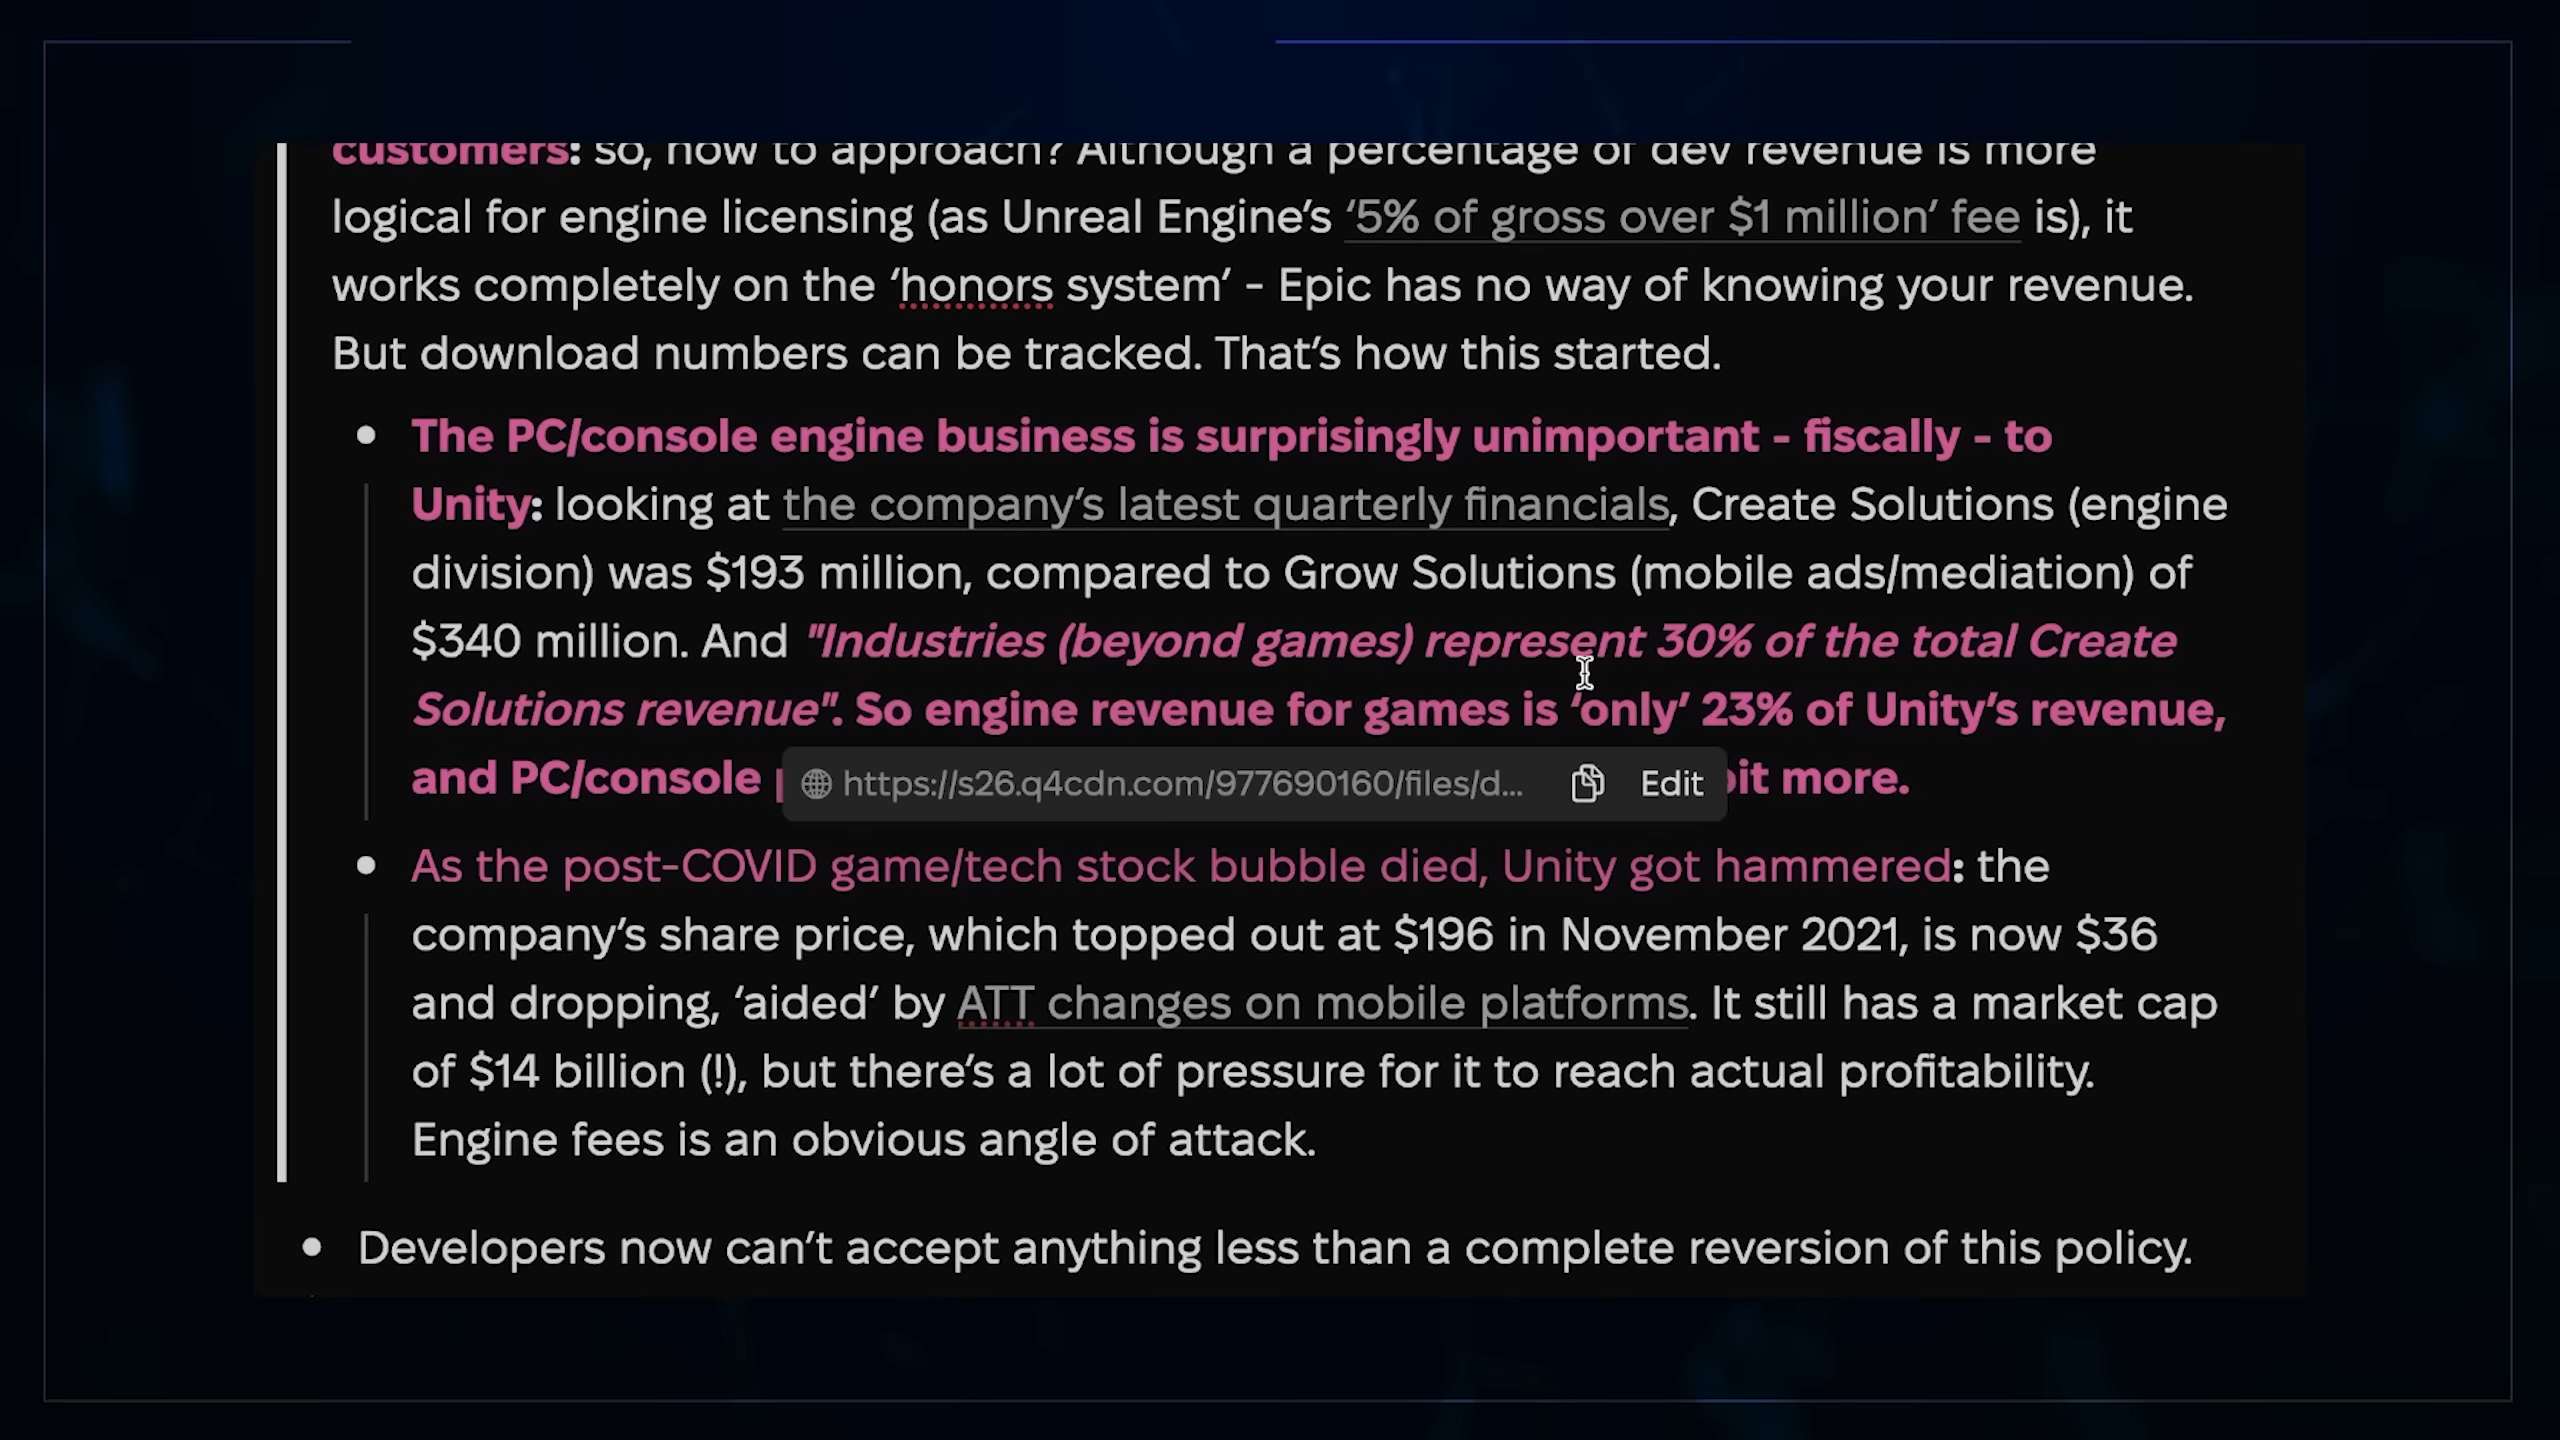 customers: so, how to approach? Although a percentage of dev revenue is more
logical for engine licensing (as Unreal Engine’s ‘5% of gross over $1 million’ fee is), it
works completely on the ‘honors system’ - Epic has no way of knowing your revenue.
But download numbers can be tracked. That’s how this started.
• The PC/console engine business is surprisingly unimportant - fiscally - to
Unity: looking at the company’s latest quarterly financials, Create Solutions (engine
division) was $193 million, compared to Grow Solutions (mobile ads/mediation) of
$340 million. And "Industries (beyond games) represent 30% of the total Create
Solutions revenue". So engine revenue for games is ‘only’ 23% of Unity’s revenue,
and PC/console bit more.
https://s26.q4cdn.com/977690160/files/d... Edit
• As the post-COVID game/tech stock bubble died, Unity got hammered: the
company’s share price, which topped out at $196 in November 2021, is now $36
and dropping, ‘aided’ by ATT changes on mobile platforms. It still has a market cap
of $14 billion (!), but there’s a lot of pressure for it to reach actual profitability.
Engine fees is an obvious angle of attack.
• Developers now can’t accept anything less than a complete reversion of this policy.